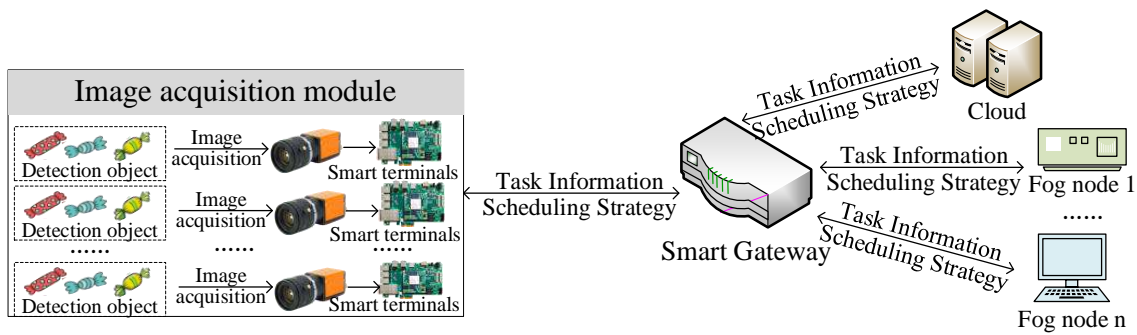 Image acquisition module
Detection object
Image
acquisition
Smart terminals
Detection object
Image
acquisition
Smart terminals
......
......
......
Detection object
Image
acquisition
Smart terminals
Task Information
Scheduling Strategy
Smart Gateway
Task Information
Scheduling Strategy
Cloud
Task Information
Scheduling Strategy
Fog node 1
......
Task Information
Scheduling Strategy
Fog node n